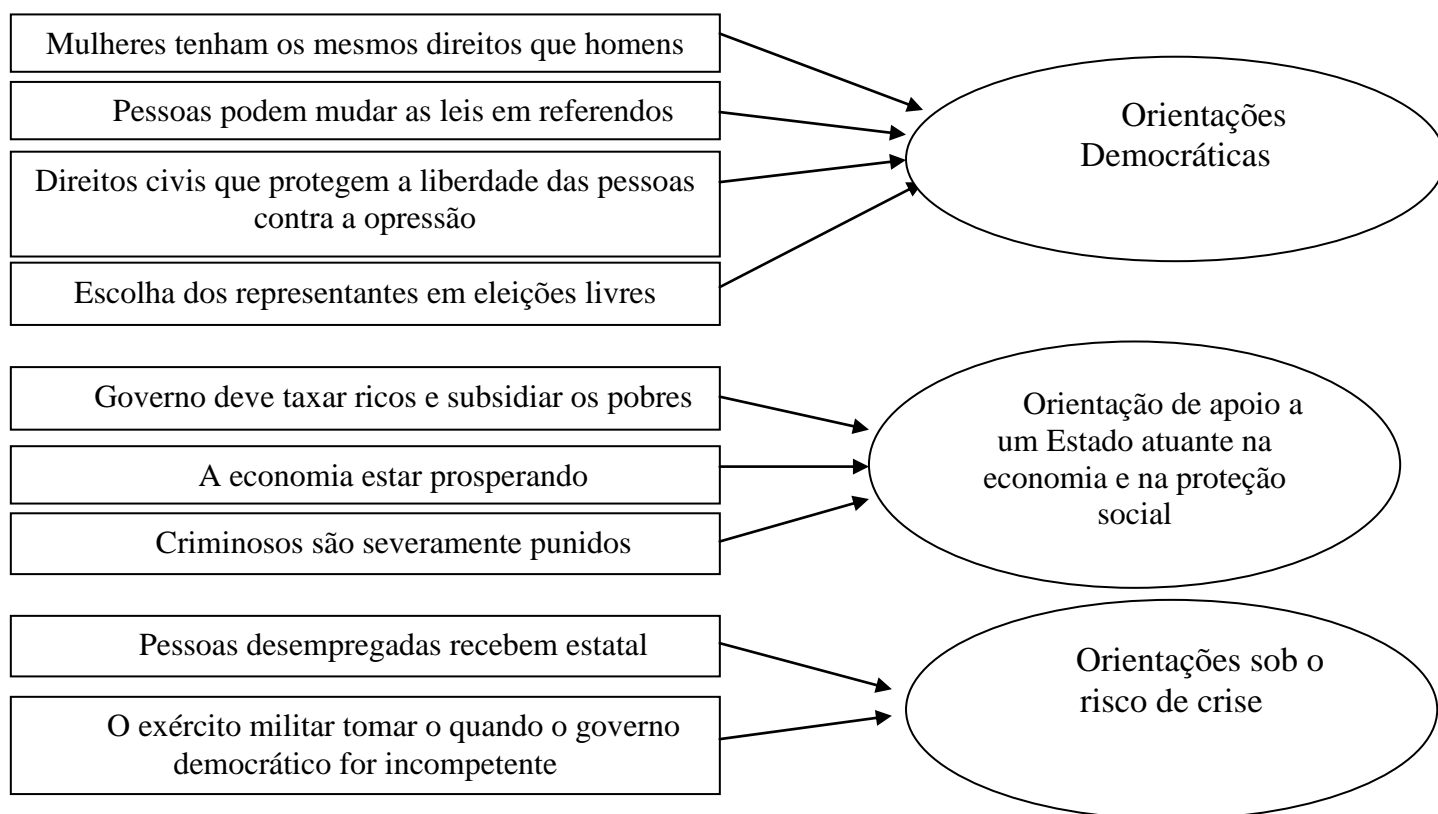 Mulheres tenham os mesmos direitos que homens
Pessoas podem mudar as leis em referendos
Direitos civis que protegem a liberdade das pessoas
contra a opressão
Escolha dos representantes em eleições livres
Orientações
Democráticas
Governo deve taxar ricos e subsidiar os pobres
A economia estar prosperando
Criminosos são severamente punidos
Orientação de apoio a
um Estado atuante na
economia e na proteção
social
Pessoas desempregadas recebem estatal
O exército militar tomar o quando o governo
democrático for incompetente
Orientações sob o
risco de crise